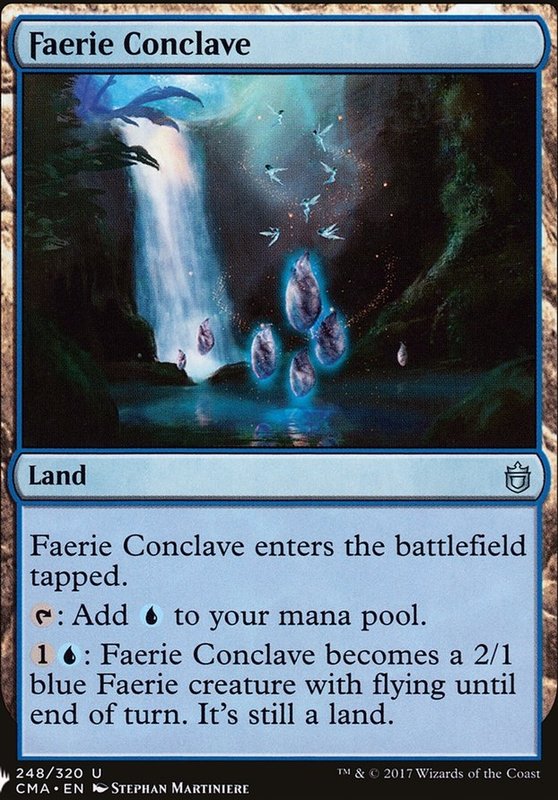 Faerie Conclave
Land
Faerie Conclave enters the battlefield
tapped.
: Add to your mana pool.
1 : Faerie Conclave becomes a 2/1
blue Faerie creature with flying until
end of turn. It's still a land.
248/320 U
CMA • EN Stephan Martiniere
™ & © 2017 Wizards of the Coast